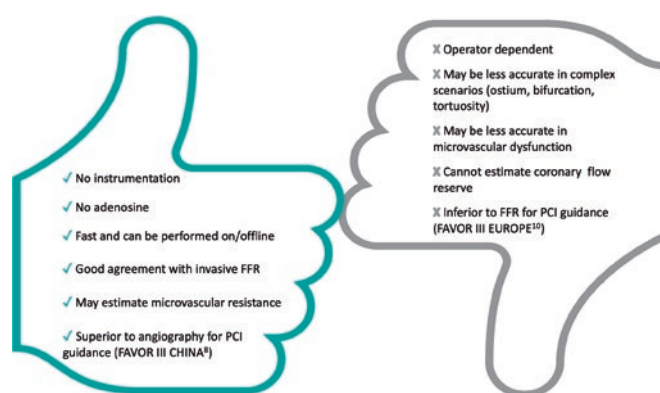 ✓ No instrumentation
✓ No adenosine
✓ Fast and can be performed on/offline
✓ Good agreement with invasive FFR
✓ May estimate microvascular resistance
✓ Superior to angiography for PCI
guidance (FAVOR III CHINA⁸)
X Operator dependent
X May be less accurate in complex
scenarios (ostium, bifurcation,
tortuosity)
X May be less accurate in
microvascular dysfunction
X Cannot estimate coronary flow
reserve
X Inferior to FFR for PCI guidance
(FAVOR III EUROPE¹⁰)